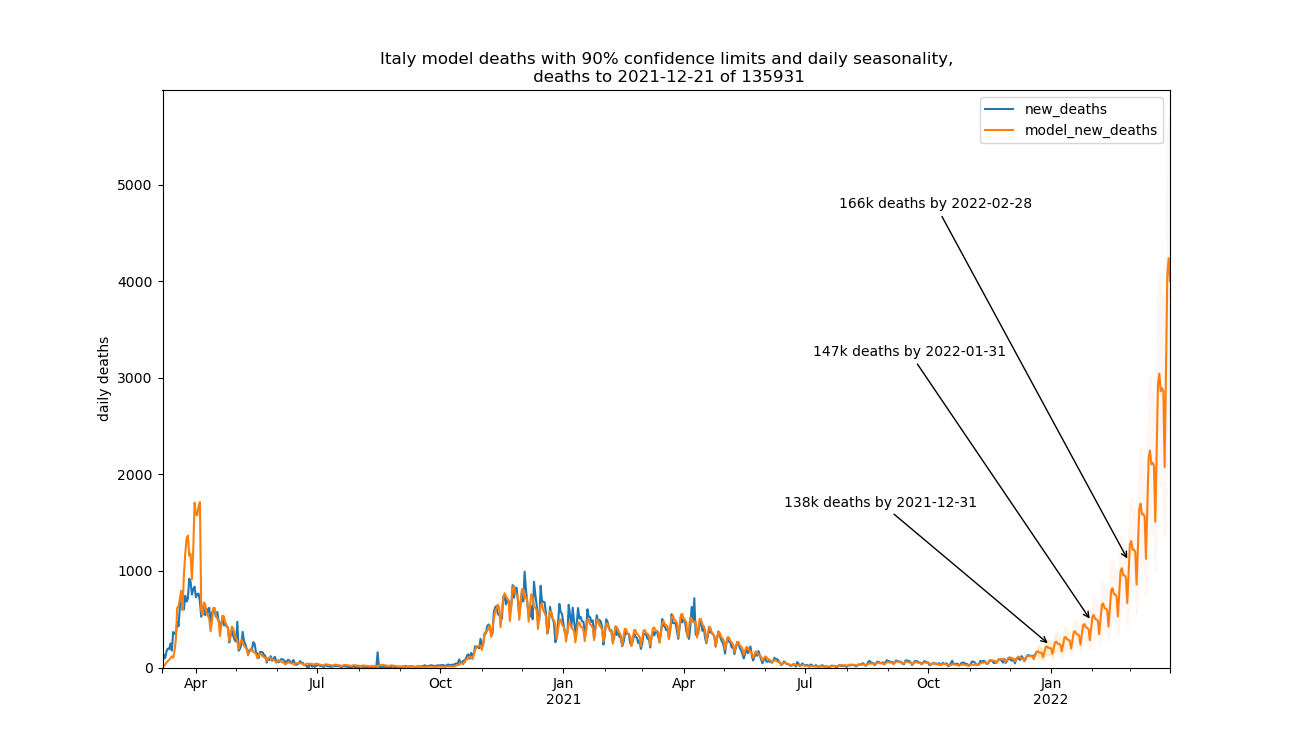 Italy model deaths with 90% confidence limits and daily seasonality,
deaths to 2021-12-21 of 135931
new_deaths
model_new_deaths
5000
4000
3000
2000
1000
0
daily deaths
166k deaths by 2022-02-28
147k deaths by 2022-01-31
138k deaths by 2021-12-31
Apr
Jul
Oct
Jan
2021
Apr
Jul
Oct
Jan
2022